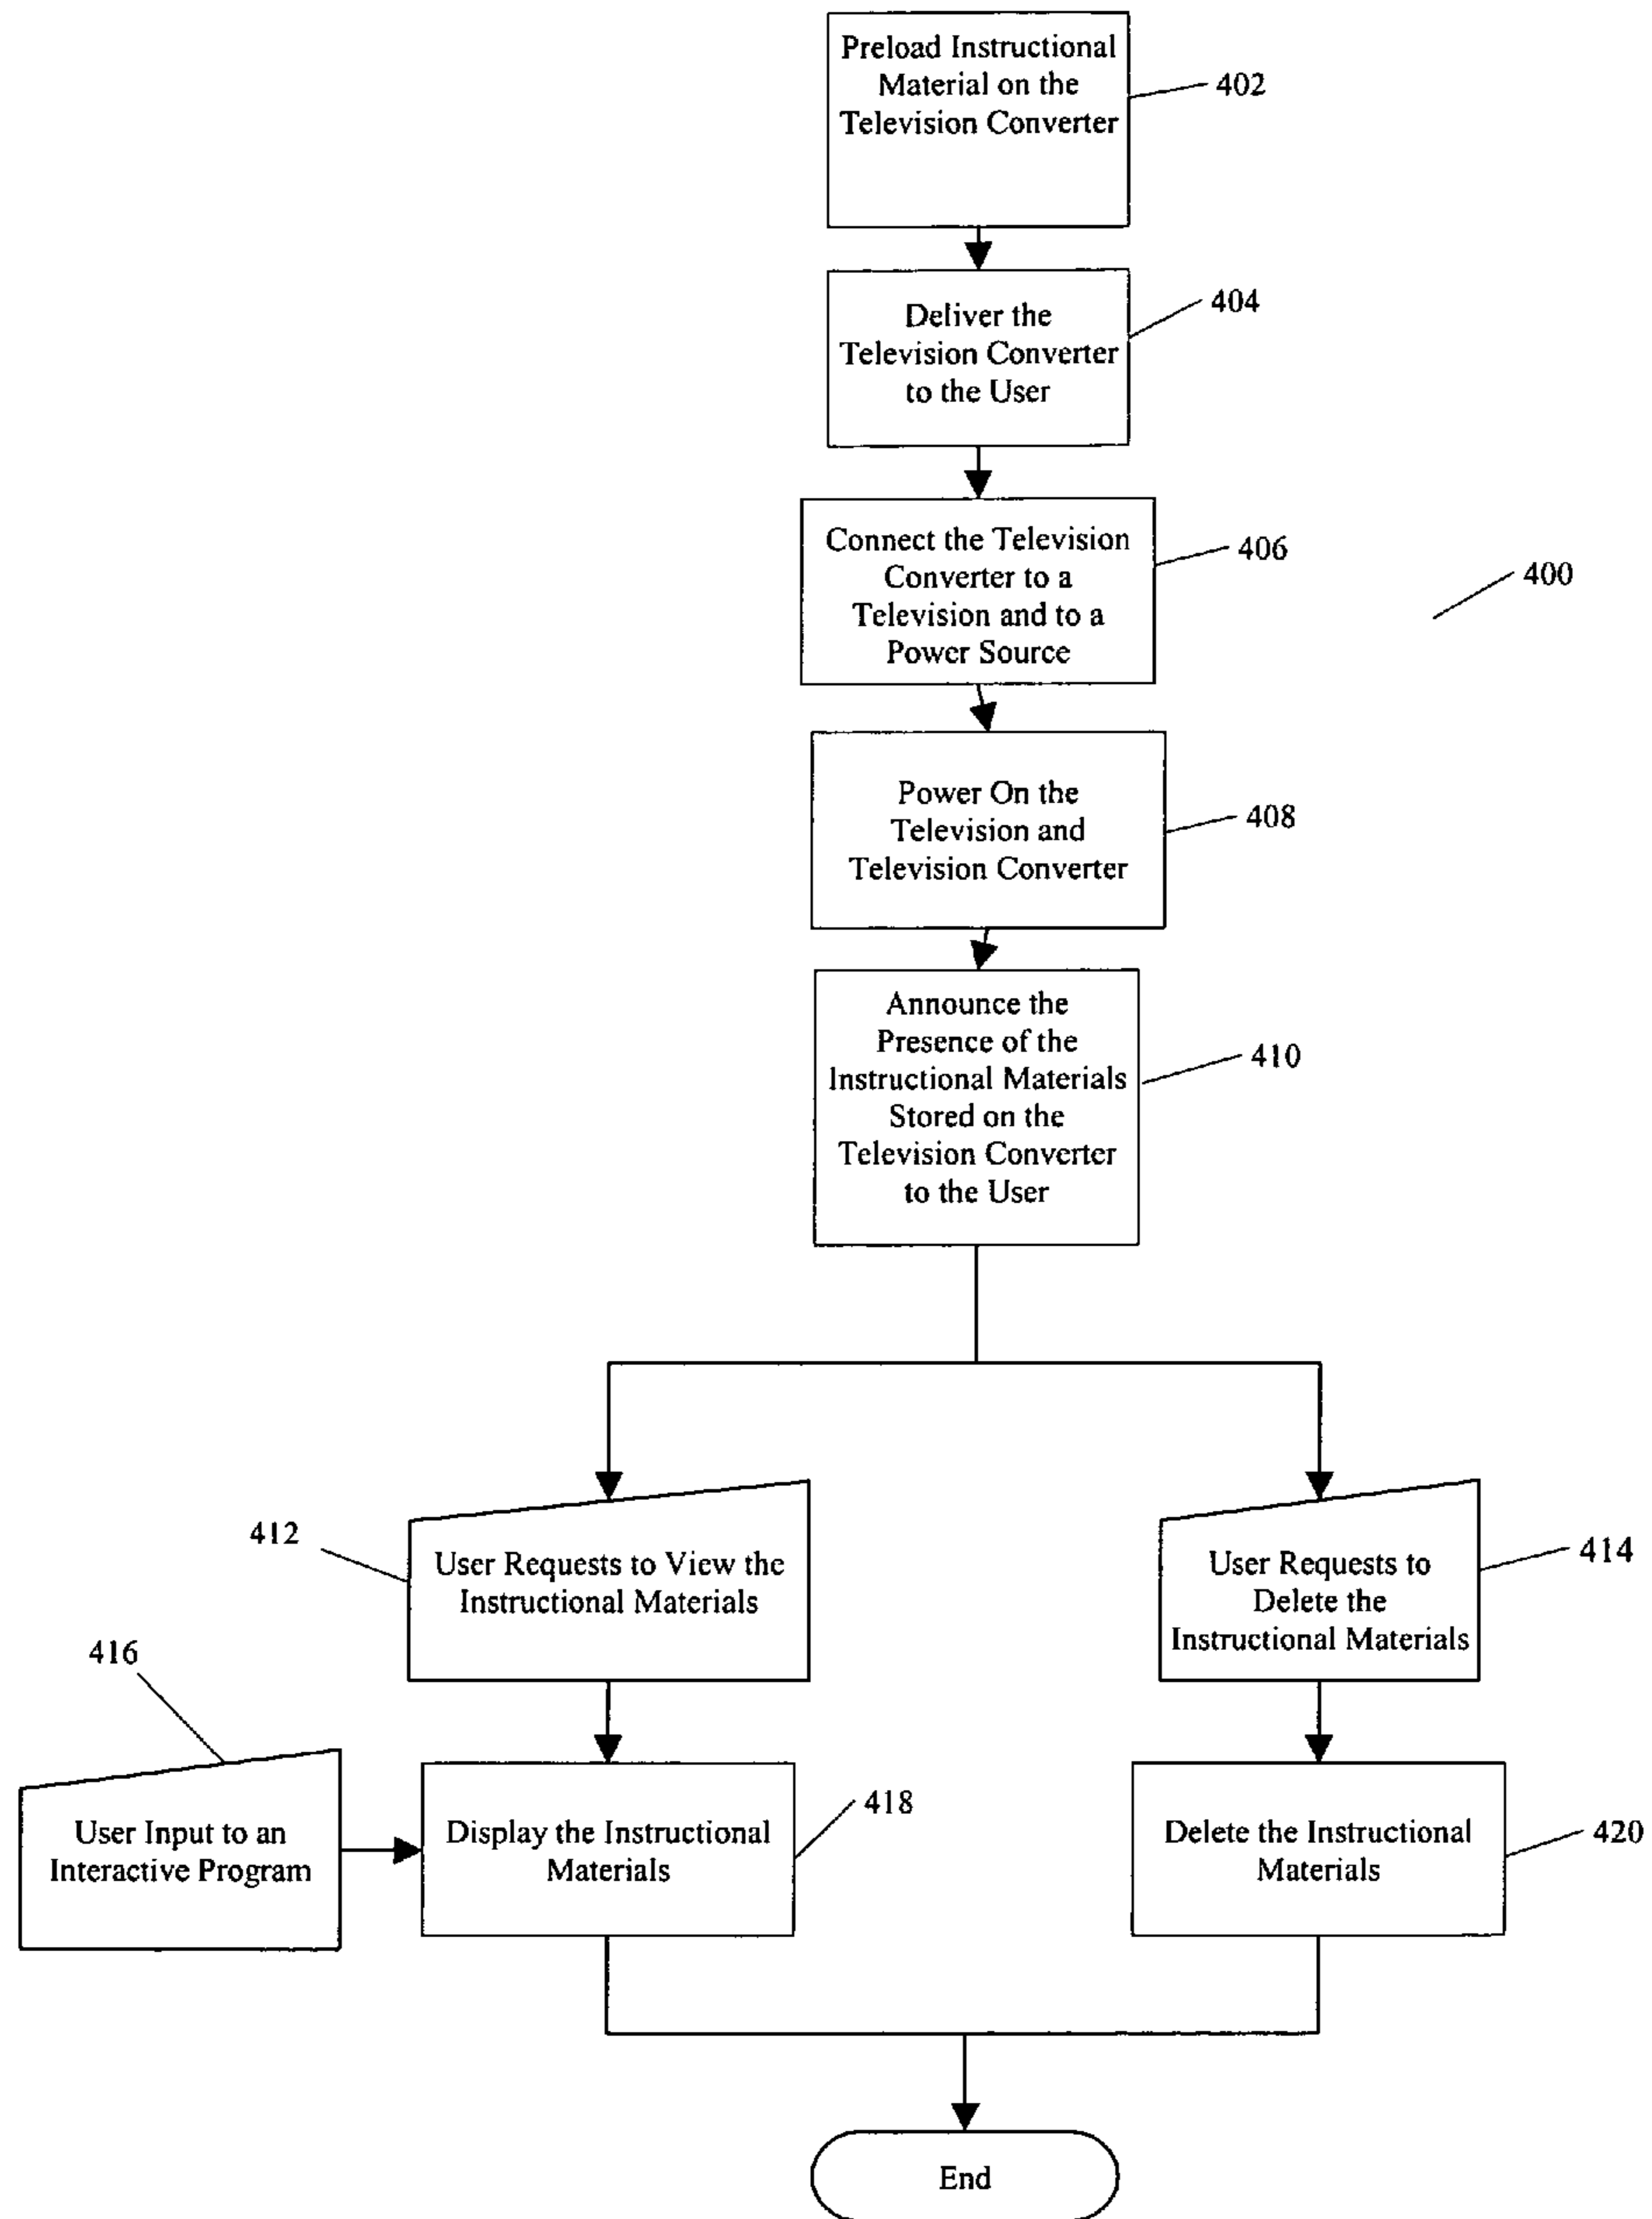 Preload Instructional
Material on the
Television Converter
402
Deliver the
Television Converter
to the User
404
Connect the Television
Converter to a
Television and to a
Power Source
406
400
Power On the
Television and
Television Converter
408
Announce the
Presence of the
Instructional Materials
Stored on the
Television Converter
to the User
410
412
User Requests to View the
Instructional Materials
User Requests to
Delete the
Instructional Materials
414
416
User Input to an
Interactive Program
Display the Instructional
Materials
418
Delete the Instructional
Materials
420
End